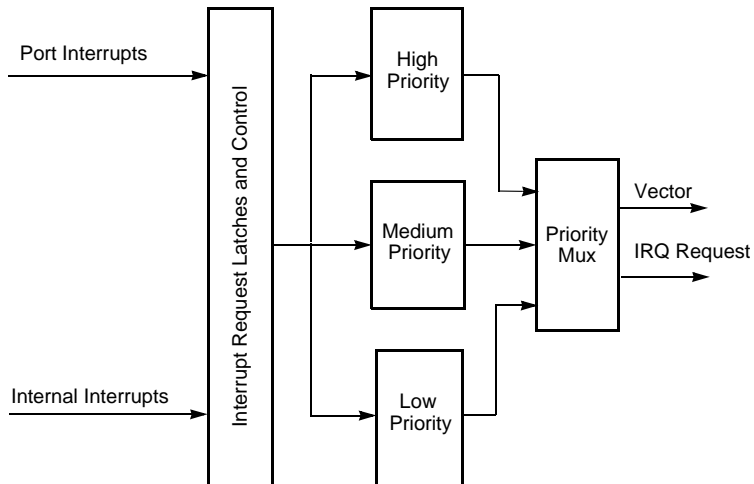 Port Interrupts
Internal Interrupts
Interrupt Request Latches and Control
High
Priority
Medium
Priority
Low
Priority
Priority
Mux
Vector
IRQ Request